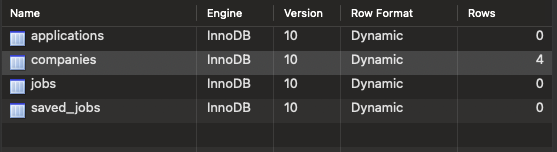 Name Engine Version Row Format Rows
applications InnoDB 10 Dynamic 0
companies InnoDB 10 Dynamic 4
jobs InnoDB 10 Dynamic 0
saved_jobs InnoDB 10 Dynamic 0